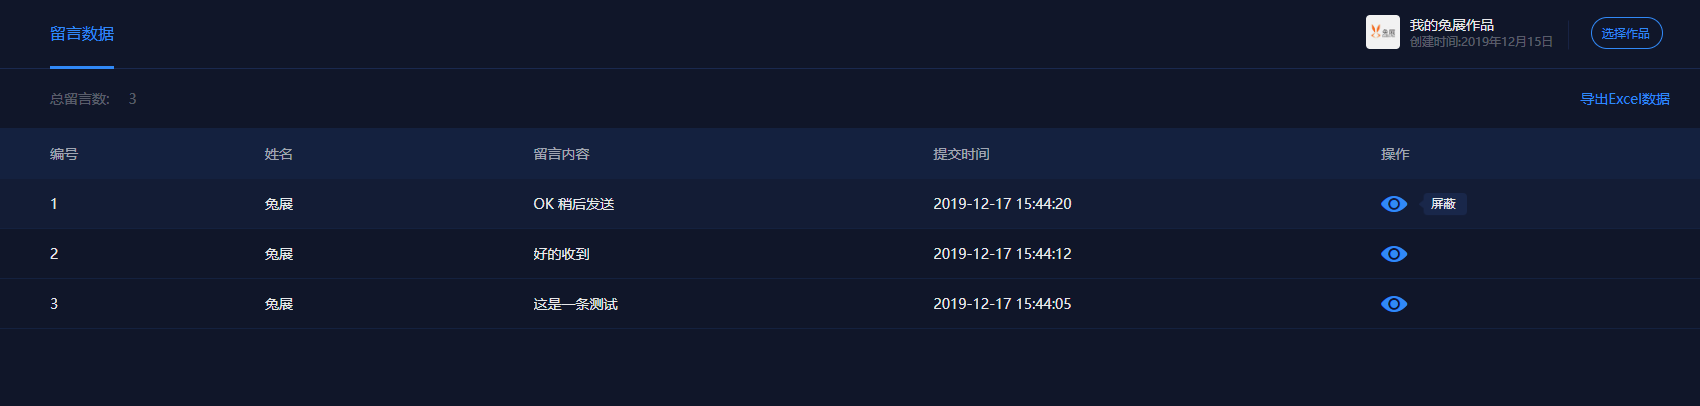 留言数据
我的兔展作品
创建时间:2019年12月15日
选择作品
兔展
总留言数: 3
导出Excel数据
编号 姓名 留言内容 提交时间 操作
1 兔展 OK 稍后发送 2019-12-17 15:44:20 屏蔽
2 兔展 好的收到 2019-12-17 15:44:12
3 兔展 这是一条测试 2019-12-17 15:44:05